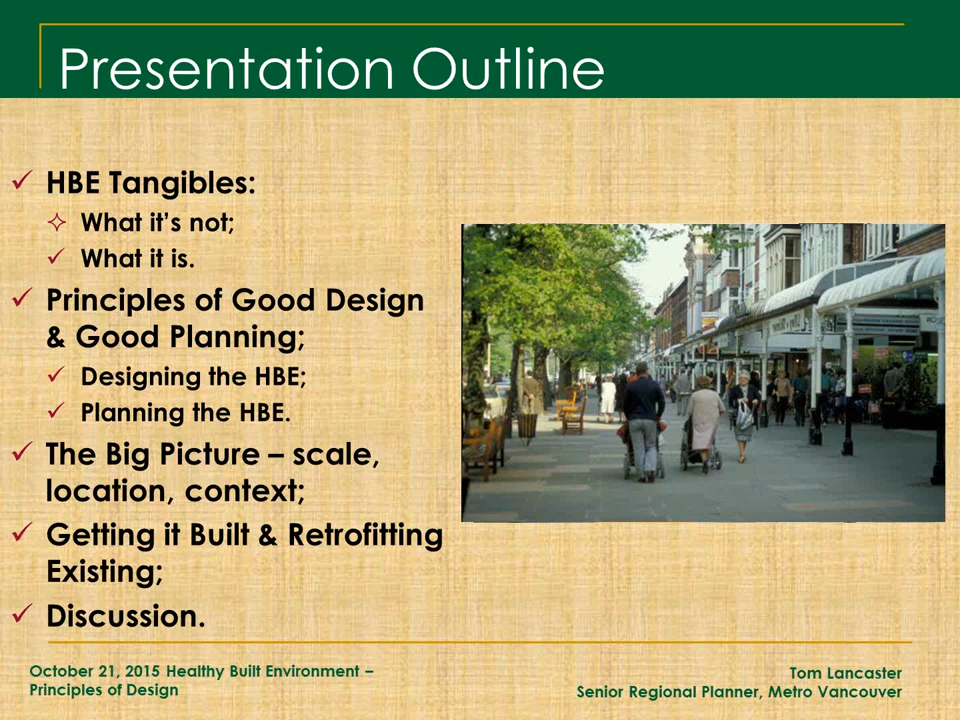 Presentation Outline
HBE Tangibles:
What it’s not;
What it is.
Principles of Good Design
& Good Planning;
Designing the HBE;
Planning the HBE.
The Big Picture – scale,
location, context;
Getting it Built & Retrofitting
Existing;
Discussion.
October 21, 2015 Healthy Built Environment –
Principles of Design
Tom Lancaster
Senior Regional Planner, Metro Vancouver